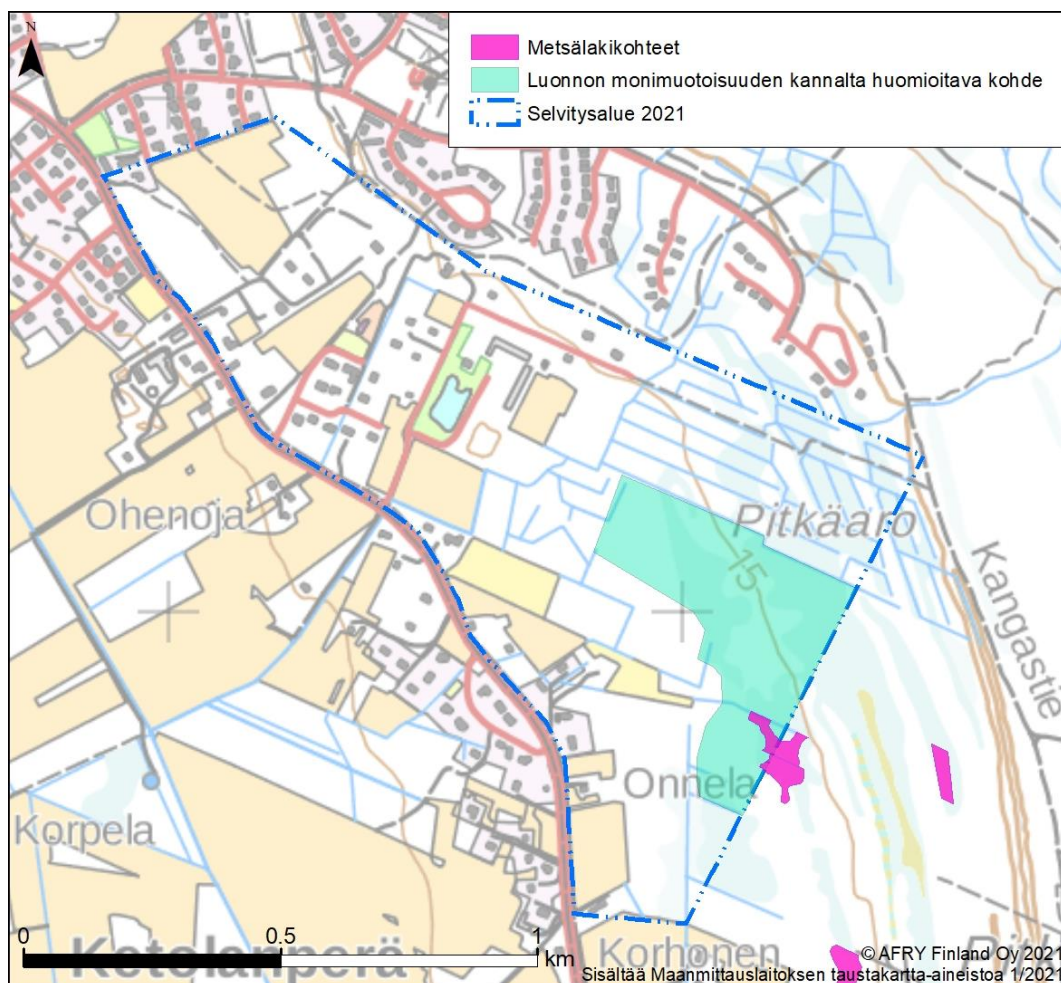 N
Metsälakikohteet
Luonnon monimuotoisuuden kannalta huomioitava kohde
Selvitysalue 2021
Ohenoja
Pitkäaro
15
Kangastie
Onnela
Korpela
0 0.5 1
km
Ketolanperä
Korhonen
© AFRY Finland Oy 2021
Sisältää Maanmittauslaitoksen taustakartta-aineistoa 1/2021